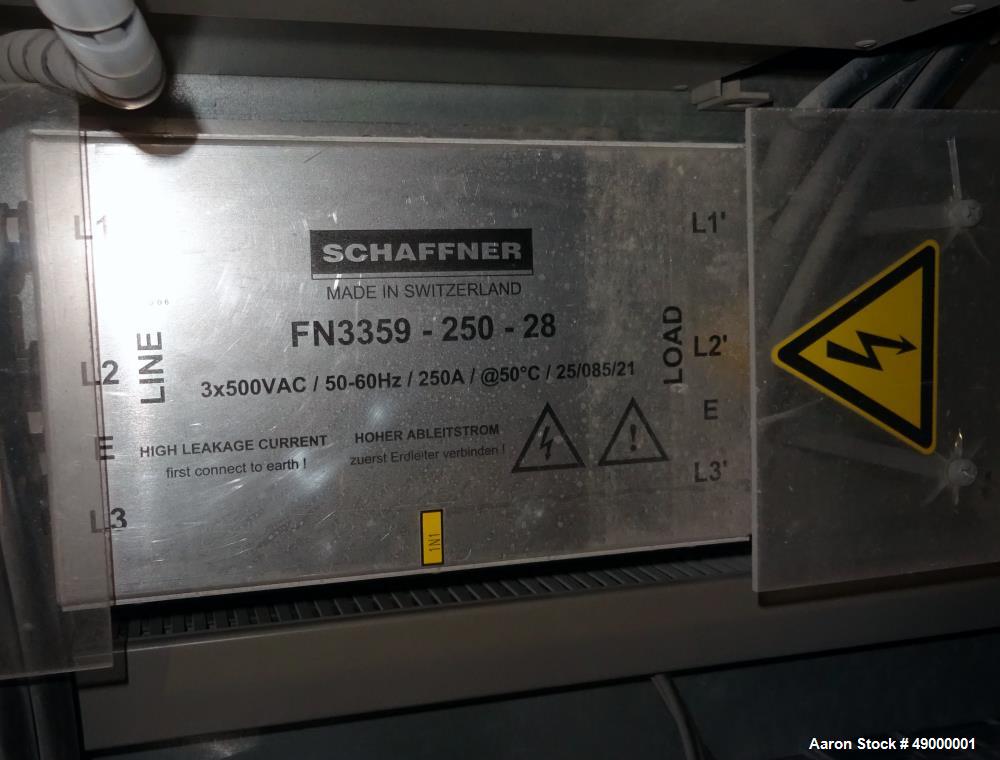 SCHAFFNER
MADE IN SWITZERLAND
FN3359 - 250 - 28
3x500VAC / 50-60Hz / 250A / @50°C / 25/085/21
HIGH LEAKAGE CURRENT
first connect to earth !
HOHER ABLEITSTROM
zuerst Erdleiter verbinden !
LINE
L1
L2
E
L3
LOAD
L1'
L2'
E
L3'
1N1
Aaron Stock # 49000001